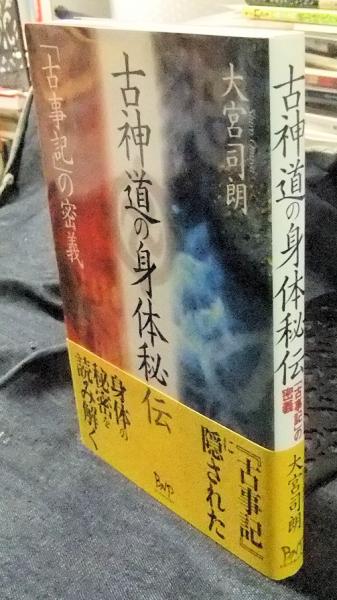 古神道の身体秘伝
大宮司朗
「古事記」の密義
『古事記』に
隠された
身体の
秘密を
読み解く
BNP
古神道の身体秘伝
「古事記」の
密義
大宮司朗
BNP